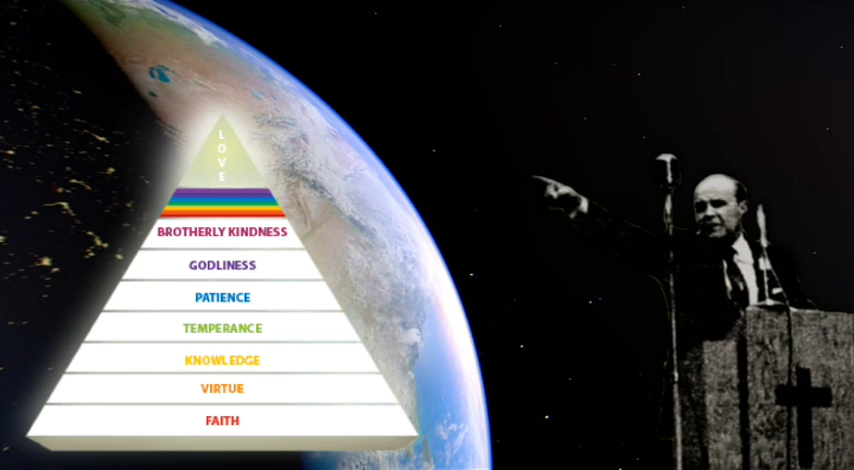 LOVE
BROTHERLY KINDNESS
GODLINESS
PATIENCE
TEMPERANCE
KNOWLEDGE
VIRTUE
FAITH